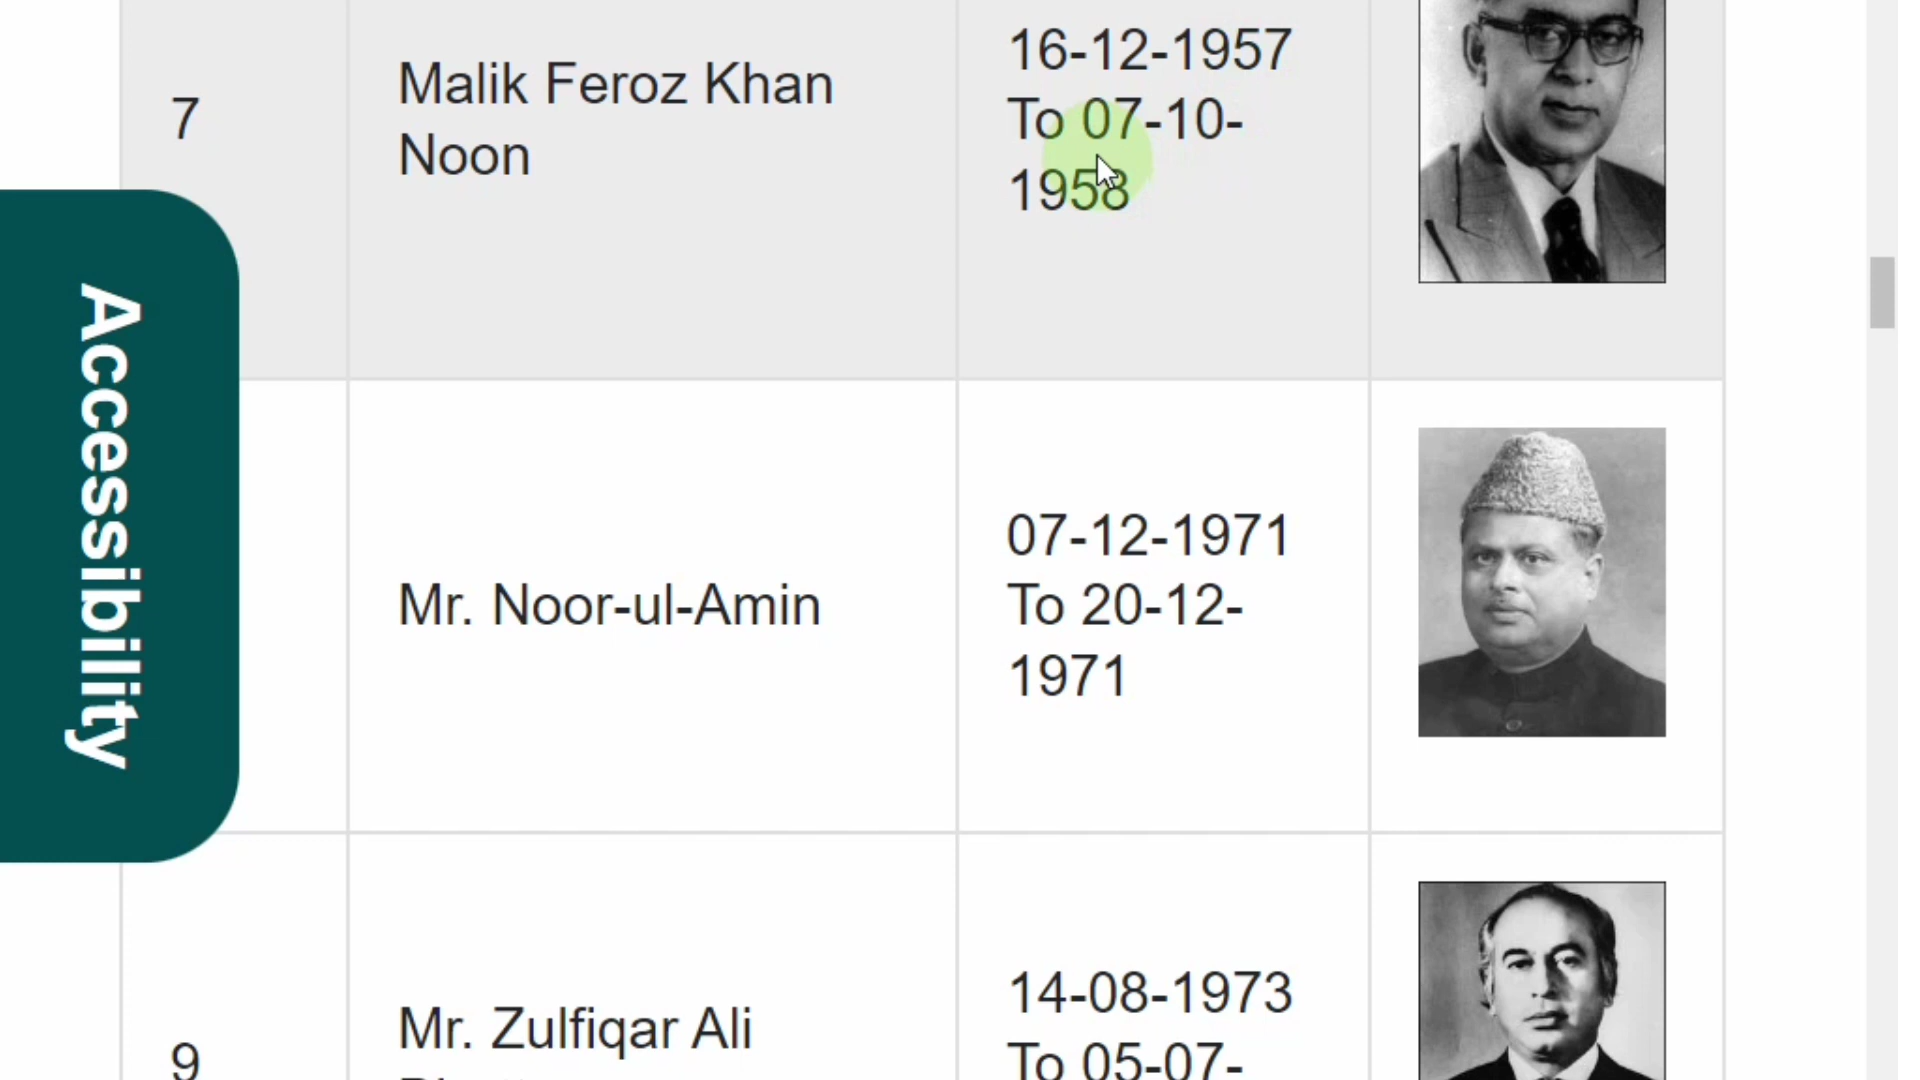 7
Malik Feroz Khan
Noon
16-12-1957
To 07-10-
1958
Accessibility
Mr. Noor-ul-Amin
07-12-1971
To 20-12-
1971
9
Mr. Zulfiqar Ali
14-08-1973
To 05-07-